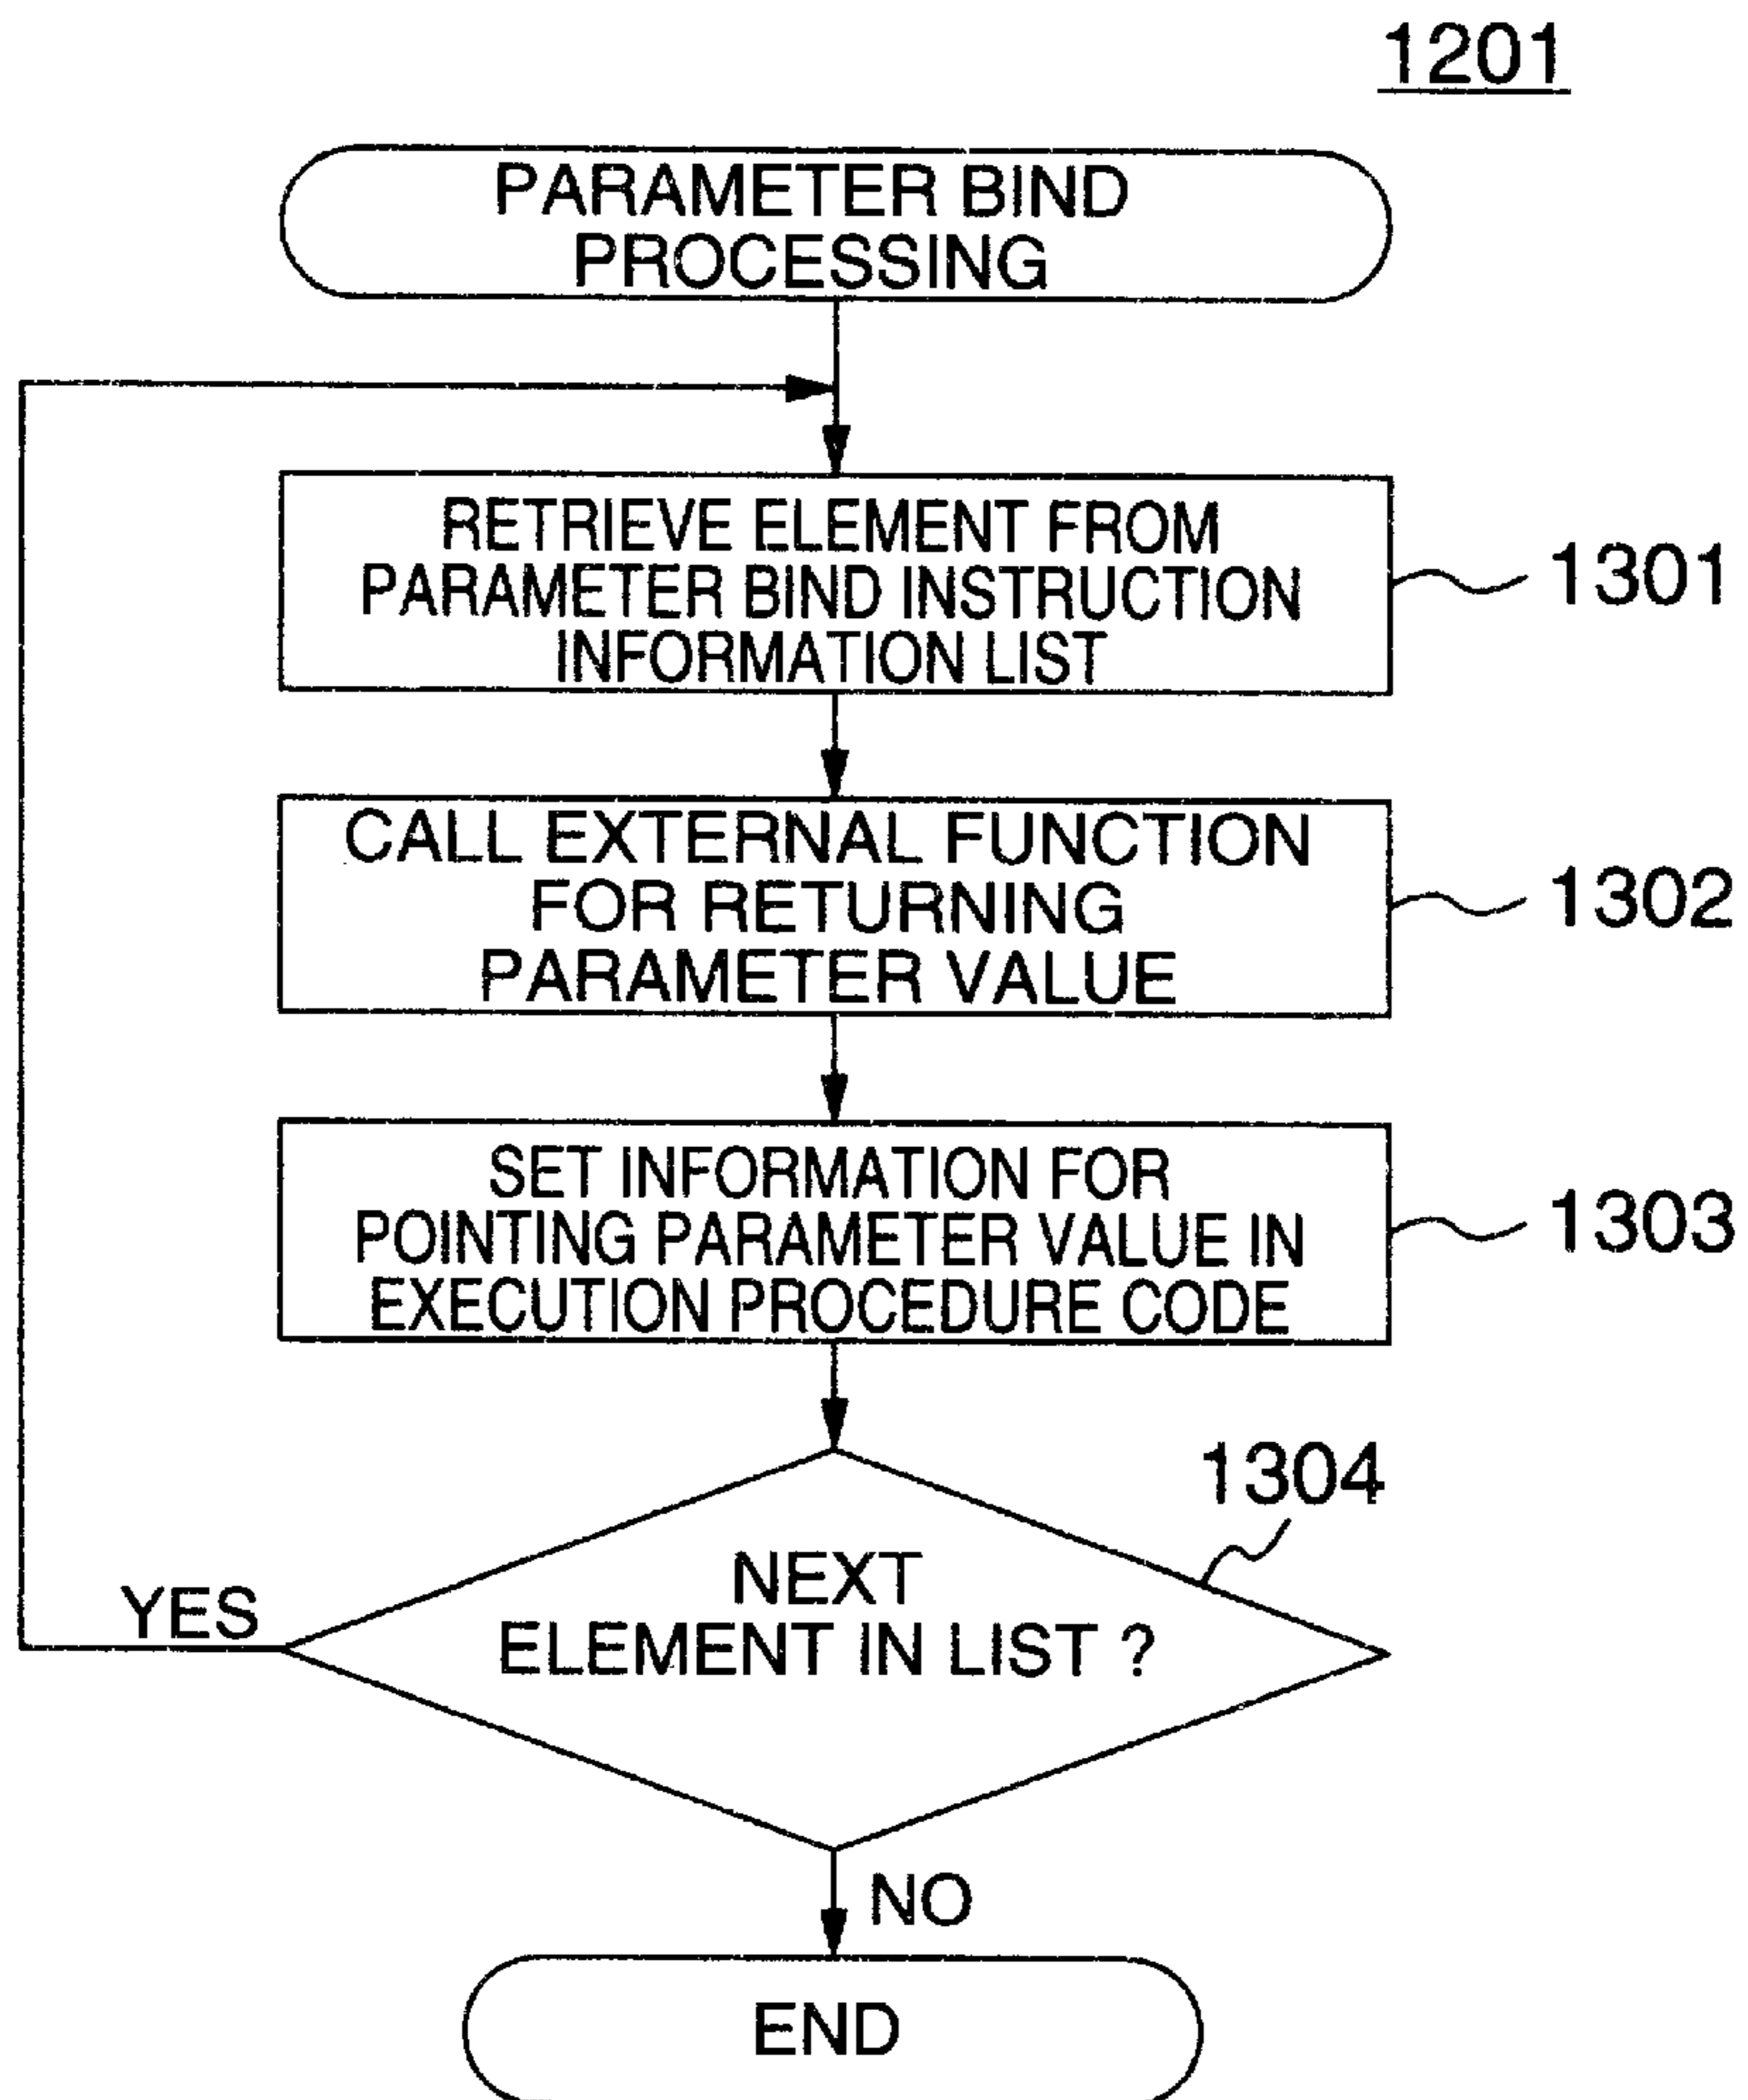 1201
PARAMETER BIND
PROCESSING
RETRIEVE ELEMENT FROM
PARAMETER BIND INSTRUCTION
INFORMATION LIST
1301
CALL EXTERNAL FUNCTION
FOR RETURNING
PARAMETER VALUE
1302
SET INFORMATION FOR
POINTING PARAMETER VALUE IN
EXECUTION PROCEDURE CODE
1303
1304
NEXT
ELEMENT IN LIST ?
YES
NO
END